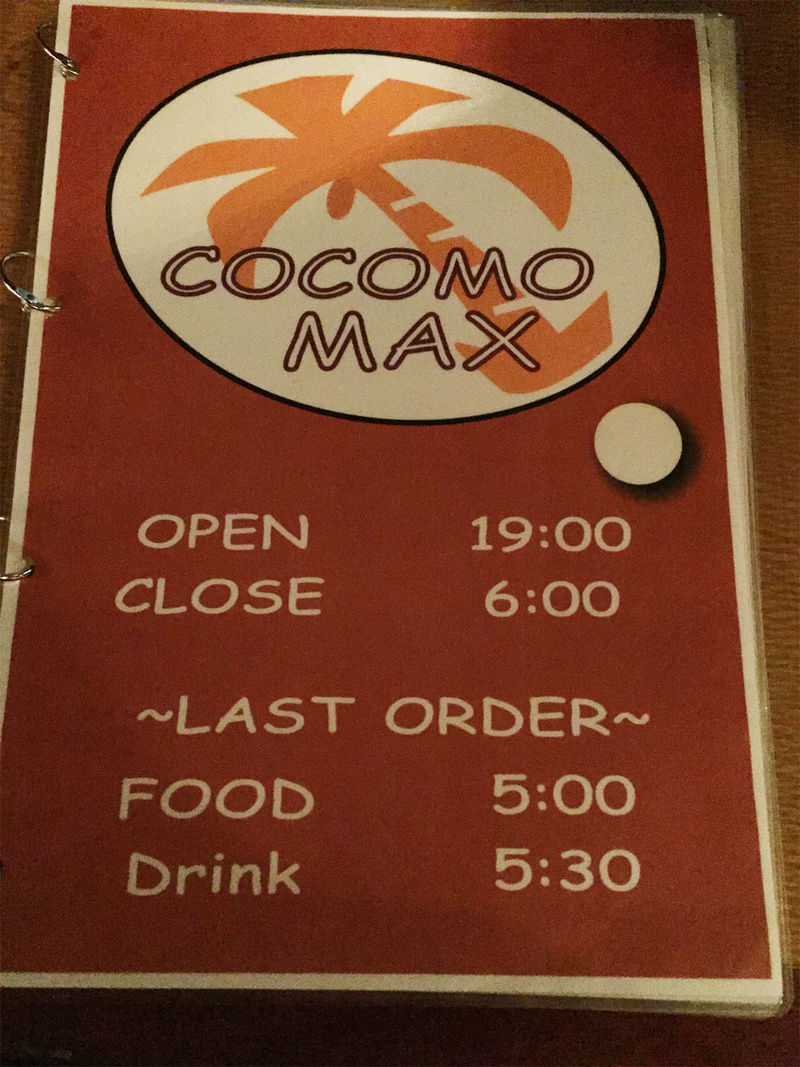 COCOMO
MAX
OPEN 19:00
CLOSE 6:00
~LAST ORDER~
FOOD 5:00
Drink 5:30